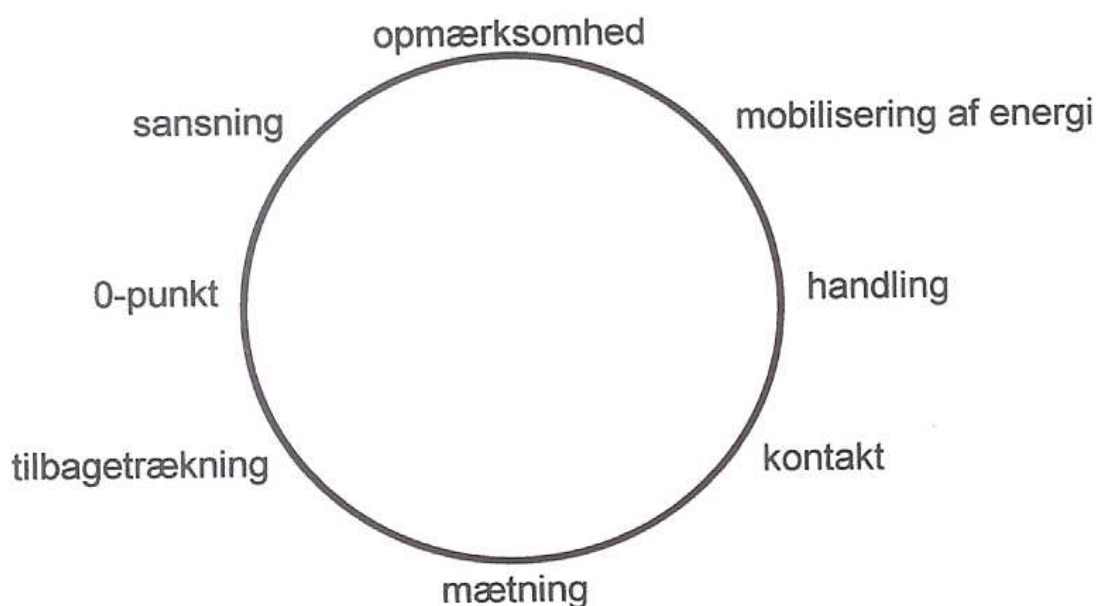 opmærksomhed
sansning
mobilisering af energi
0-punkt
handling
tilbagetrækning
kontakt
mætning